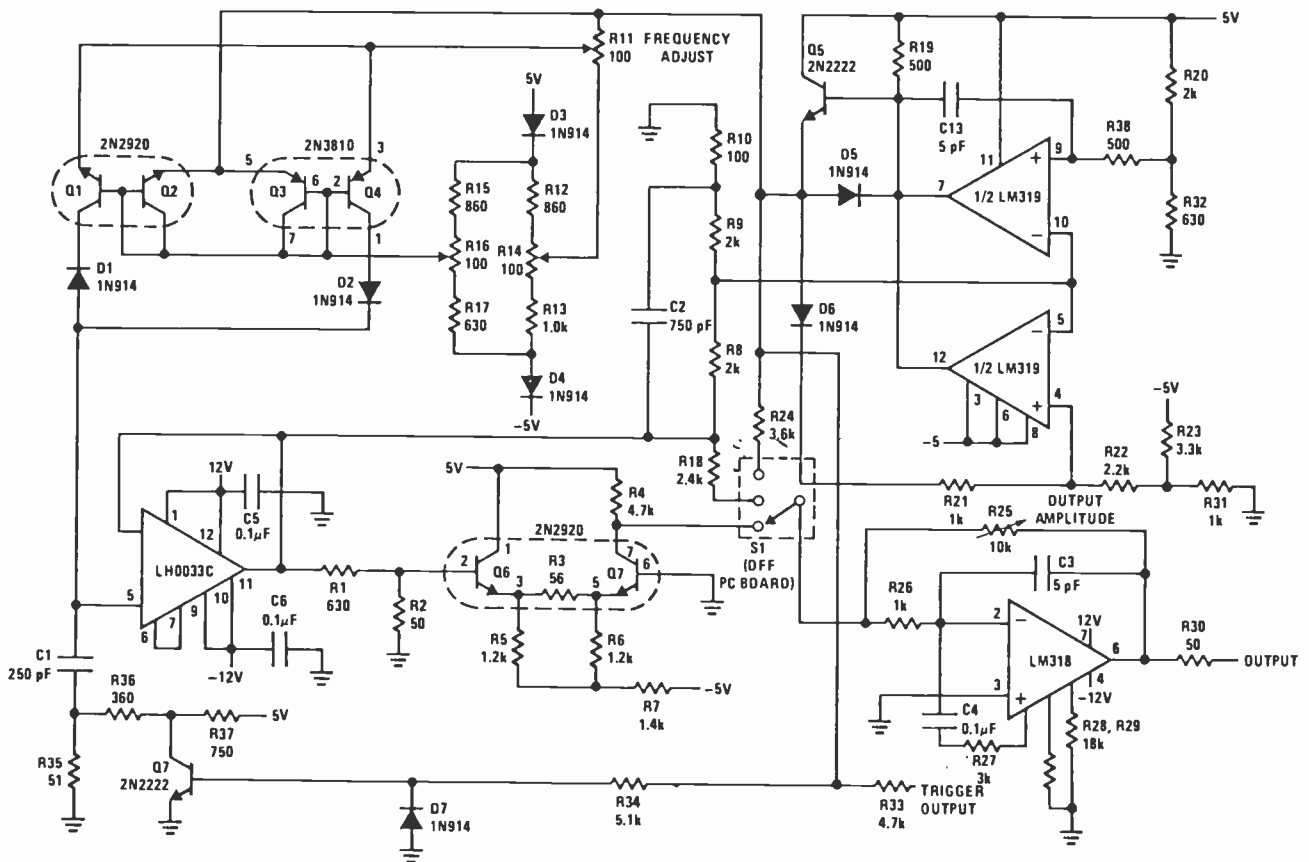 R11 FREQUENCY
100 ADJUST
5V
Q5
2N2222
R19
500
R20
2k
5V
D3
1N914
R10
100
C13
5 pF
R38
500
2N2920
2N3810
5
3
Q1
Q2
Q3
6
2
Q4
7
1
R15
860
R12
860
D5
1N914
7
11
9
1/2 LM319
10
R32
630
R9
2k
R16
100
R14
100
D1
1N914
D2
1N914
R17
630
R13
1.0k
C2
750 pF
D6
1N914
12
5
1/2 LM319
3
6
8
4
-5
-5V
R8
2k
D4
1N914
-5V
R24
3.6k
R23
3.3k
R22
2.2k
R31
1k
R21
1k
R18
2.4k
S1
(OFF
PC BOARD)
OUTPUT
AMPLITUDE
R25
10k
12V
1
12
C5
0.1μF
LH0033C
11
10
5
6
7
9
C6
0.1μF
-12V
R1
630
R2
50
5V
R4
4.7k
2N2920
1
2
Q6
R3
56
3
5
7
Q7
6
R5
1.2k
R6
1.2k
R7
1.4k
-5V
C3
5 pF
R26
1k
2
12V
7
LM318
6
3
4
-12V
R30
50
OUTPUT
C4
0.1μF
R27
3k
R28, R29
18k
C1
250 pF
R36
360
R37
750
5V
R35
51
Q7
2N2222
D7
1N914
R34
5.1k
R33
4.7k
TRIGGER
OUTPUT